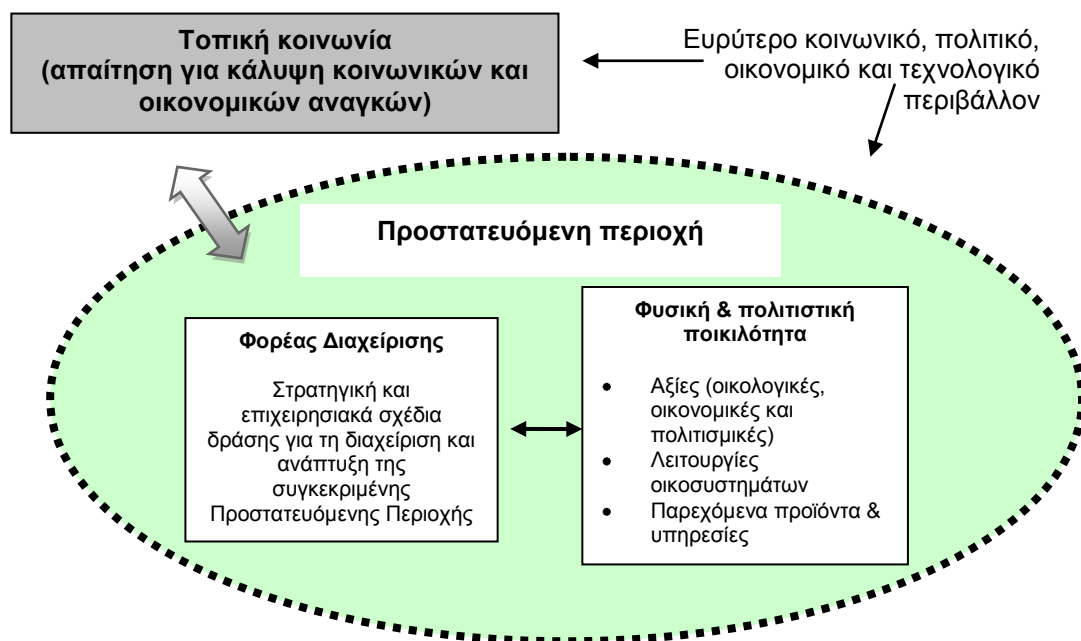 Τοπική κοινωνία
(απαίτηση για κάλυψη κοινωνικών και
οικονομικών αναγκών)
Ευρύτερο κοινωνικό, πολιτικό,
οικονομικό και τεχνολογικό
περιβάλλον
Προστατευόμενη περιοχή
Φορέας Διαχείρισης
Στρατηγική και
επιχειρησιακά σχέδια
δράσης για τη διαχείριση και
ανάπτυξη της
συγκεκριμένης
Προστατευόμενης Περιοχής
Φυσική & πολιτιστική
ποικιλότητα
• Αξίες (οικολογικές,
οικονομικές και
πολιτισμικές)
• Λειτουργίες
οικοσυστημάτων
• Παρεχόμενα προϊόντα &
υπηρεσίες